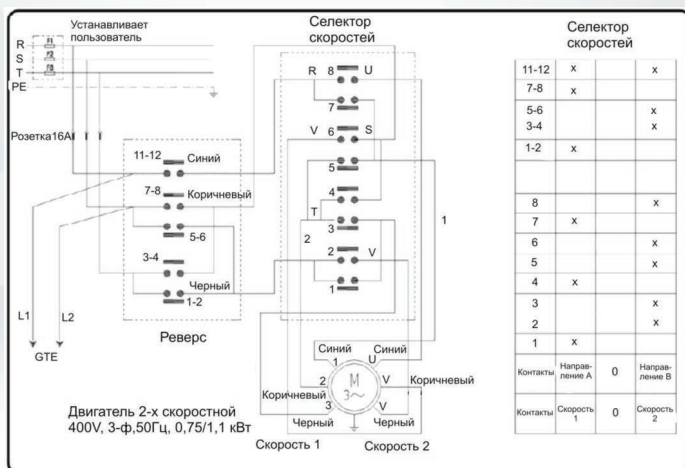 Устанавливает
пользователь
R
S
T
PE
F1
F2
F3
Розетка16А
11-12
Синий
7-8
Коричневый
5-6
3-4
Черный
1-2
L1
L2
GTE
Реверс
Двигатель 2-х скоростной
400V, 3-ф,50Гц, 0,75/1,1 кВт
Селектор
скоростей
R 8 U
7
V 6 S
5
4
T
3
2
2 V
1
1
Синий Синий
1 U
M
3~
2 V
Коричневый Коричневый
3 V
Черный Черный
Скорость 1 Скорость 2
Селектор
скоростей
11-12 x x
7-8 x
5-6 x
3-4 x
1-2 x
8 x
7 x
6 x
5 x
4 x
3 x
2 x
1 x
Контакты Направ-ление A 0 Направ-ление B
Контакты Скорость 1 0 Скорость 2